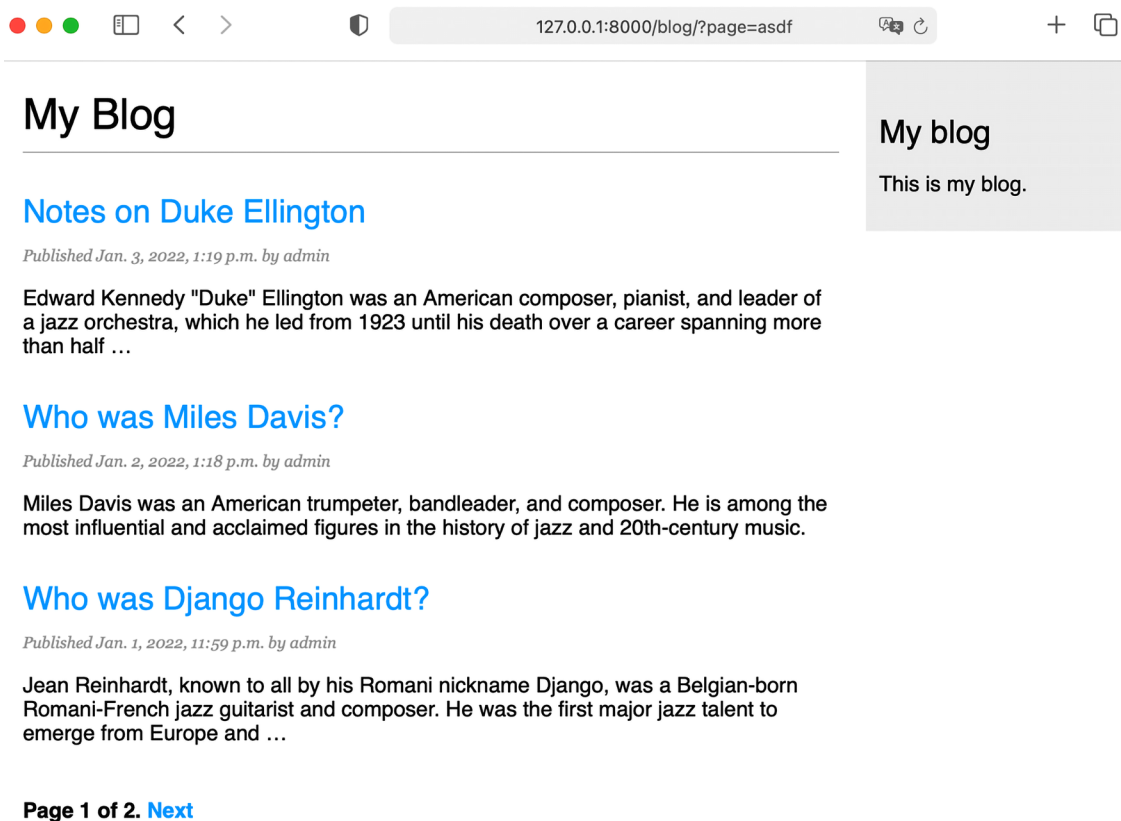 127.0.0.1:8000/blog/?page=asdf
My Blog
Notes on Duke Ellington
Published Jan. 3, 2022, 1:19 p.m. by admin
Edward Kennedy "Duke" Ellington was an American composer, pianist, and leader of
a jazz orchestra, which he led from 1923 until his death over a career spanning more
than half …
Who was Miles Davis?
Published Jan. 2, 2022, 1:18 p.m. by admin
Miles Davis was an American trumpeter, bandleader, and composer. He is among the
most influential and acclaimed figures in the history of jazz and 20th-century music.
Who was Django Reinhardt?
Published Jan. 1, 2022, 11:59 p.m. by admin
Jean Reinhardt, known to all by his Romani nickname Django, was a Belgian-born
Romani-French jazz guitarist and composer. He was the first major jazz talent to
emerge from Europe and …
Page 1 of 2. Next
My blog
This is my blog.